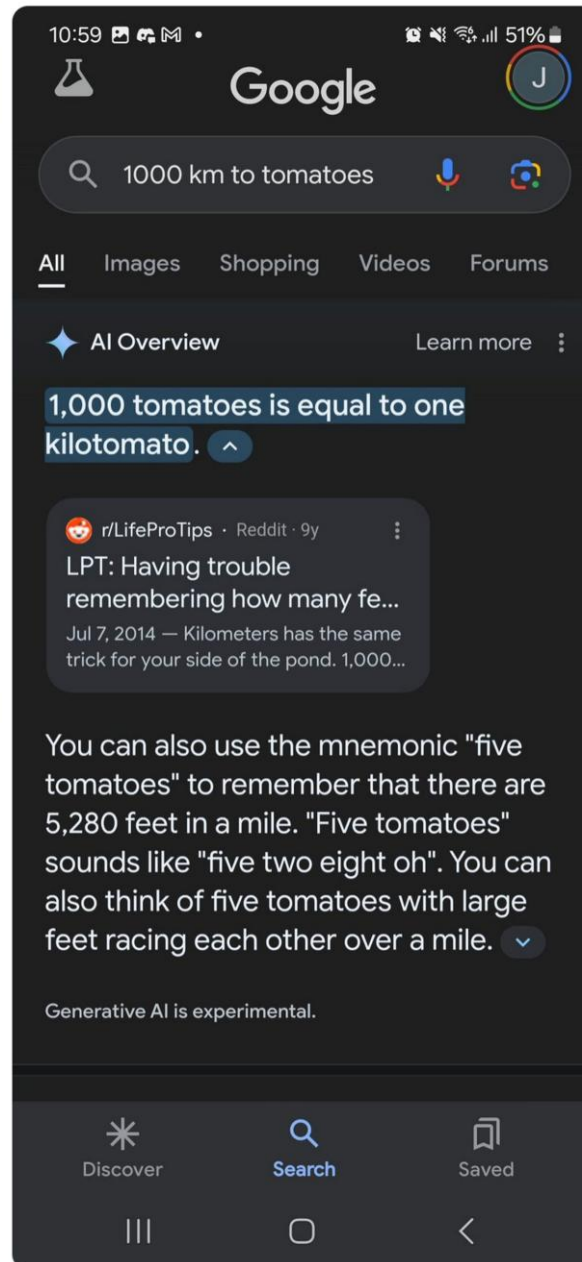 10:59 51%
Google
J
1000 km to tomatoes
All Images Shopping Videos Forums
AI Overview Learn more
1,000 tomatoes is equal to one
kilotomato.
r/LifeProTips · Reddit · 9y
LPT: Having trouble
remembering how many fe...
Jul 7, 2014 — Kilometers has the same
trick for your side of the pond. 1,000...
You can also use the mnemonic "five
tomatoes" to remember that there are
5,280 feet in a mile. "Five tomatoes"
sounds like "five two eight oh". You can
also think of five tomatoes with large
feet racing each other over a mile.
Generative AI is experimental.
Discover Search Saved